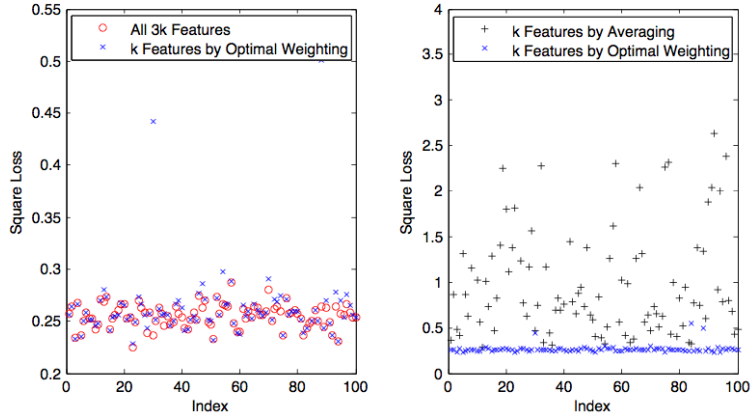 0.55
0.5
0.45
0.4
0.35
0.3
0.25
0.2
Square Loss
All 3k Features
k Features by Optimal Weighting
0 20 40 60 80 100
Index
4
3.5
3
2.5
2
1.5
1
0.5
0
Square Loss
k Features by Averaging
k Features by Optimal Weighting
0 20 40 60 80 100
Index